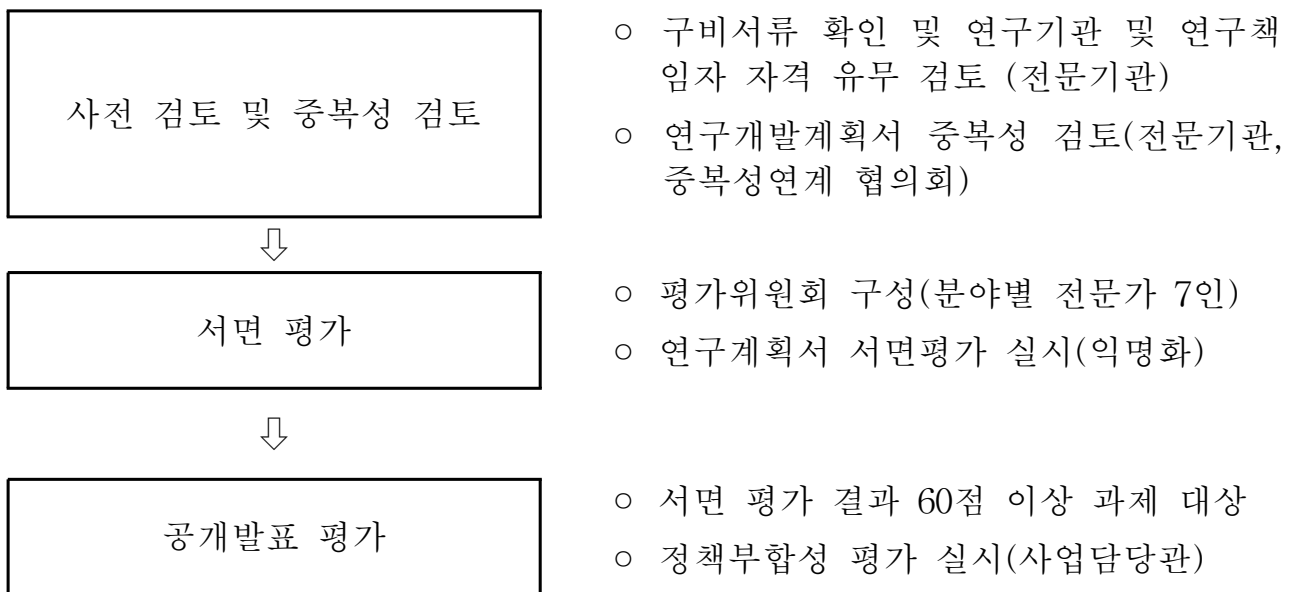 사전 검토 및 중복성 검토
○ 구비서류 확인 및 연구기관 및 연구책
임자 자격 유무 검토 (전문기관)
○ 연구개발계획서 중복성 검토(전문기관,
중복성연계 협의회)
⇩
서면 평가
○ 평가위원회 구성(분야별 전문가 7인)
○ 연구계획서 서면평가 실시(익명화)
⇩
공개발표 평가
○ 서면 평가 결과 60점 이상 과제 대상
○ 정책부합성 평가 실시(사업담당관)